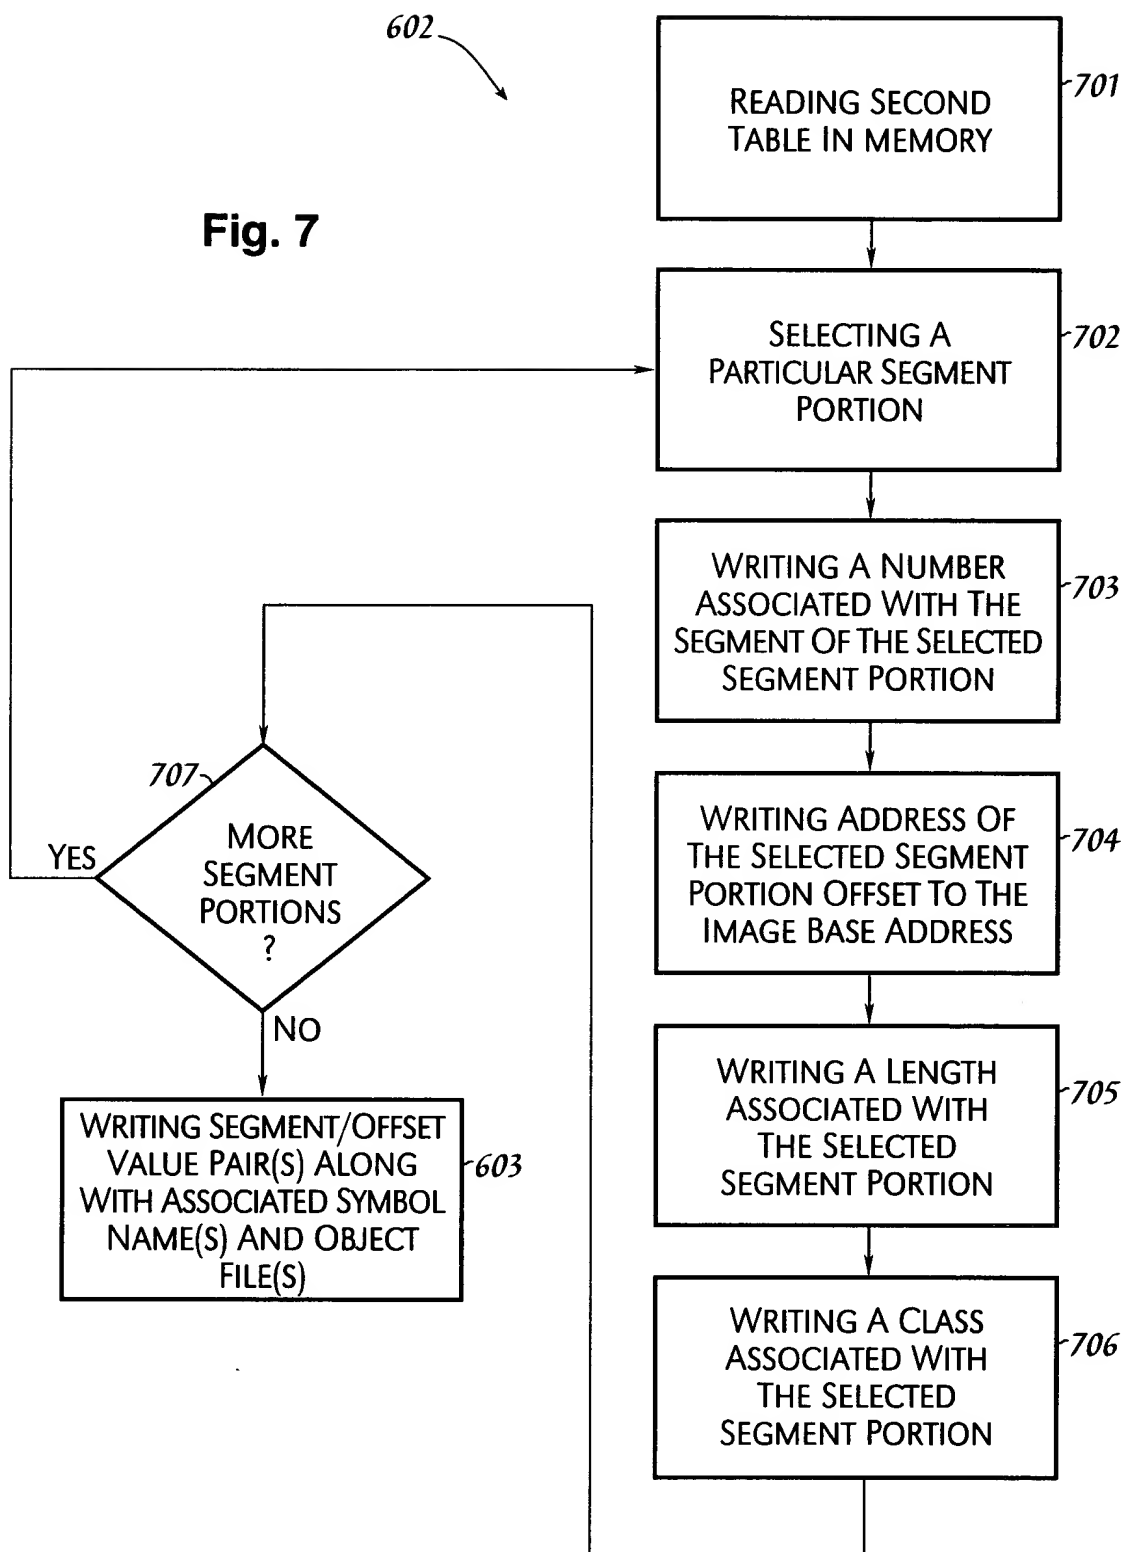 602
701
READING SECOND
TABLE IN MEMORY
Fig. 7
702
SELECTING A
PARTICULAR SEGMENT
PORTION
703
WRITING A NUMBER
ASSOCIATED WITH THE
SEGMENT OF THE SELECTED
SEGMENT PORTION
704
WRITING ADDRESS OF
THE SELECTED SEGMENT
PORTION OFFSET TO THE
IMAGE BASE ADDRESS
705
WRITING A LENGTH
ASSOCIATED WITH
THE SELECTED
SEGMENT PORTION
706
WRITING A CLASS
ASSOCIATED WITH
THE SELECTED
SEGMENT PORTION
707
MORE
SEGMENT
PORTIONS
?
YES
NO
WRITING SEGMENT/OFFSET
VALUE PAIR(S) ALONG
WITH ASSOCIATED SYMBOL
NAME(S) AND OBJECT
FILE(S)
603